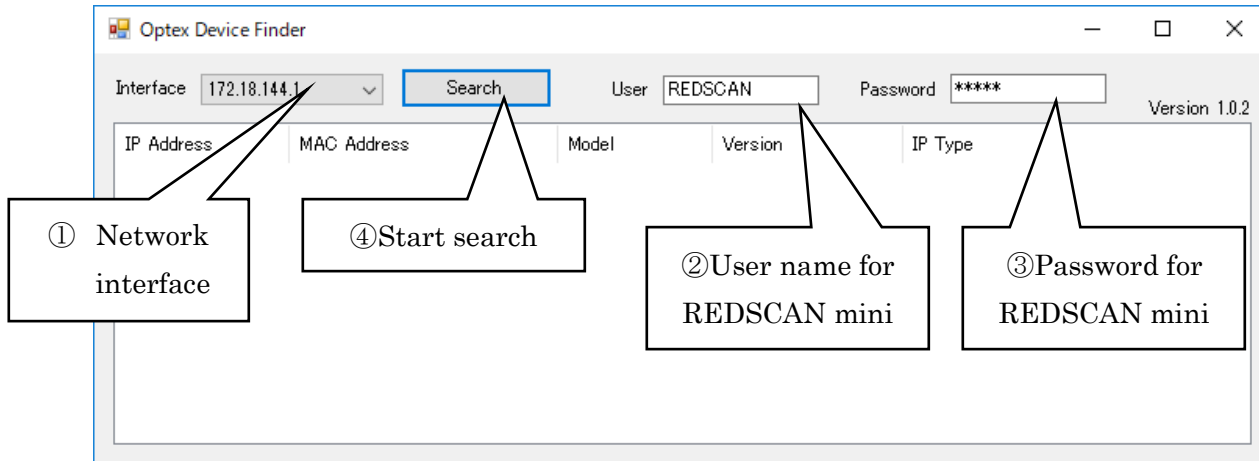 Optex Device Finder
Interface 172.18.144.1 Search User REDSCAN Password *****
Version 1.0.2
IP Address MAC Address Model Version IP Type
① Network
interface
④Start search
②User name for
REDSCAN mini
③Password for
REDSCAN mini